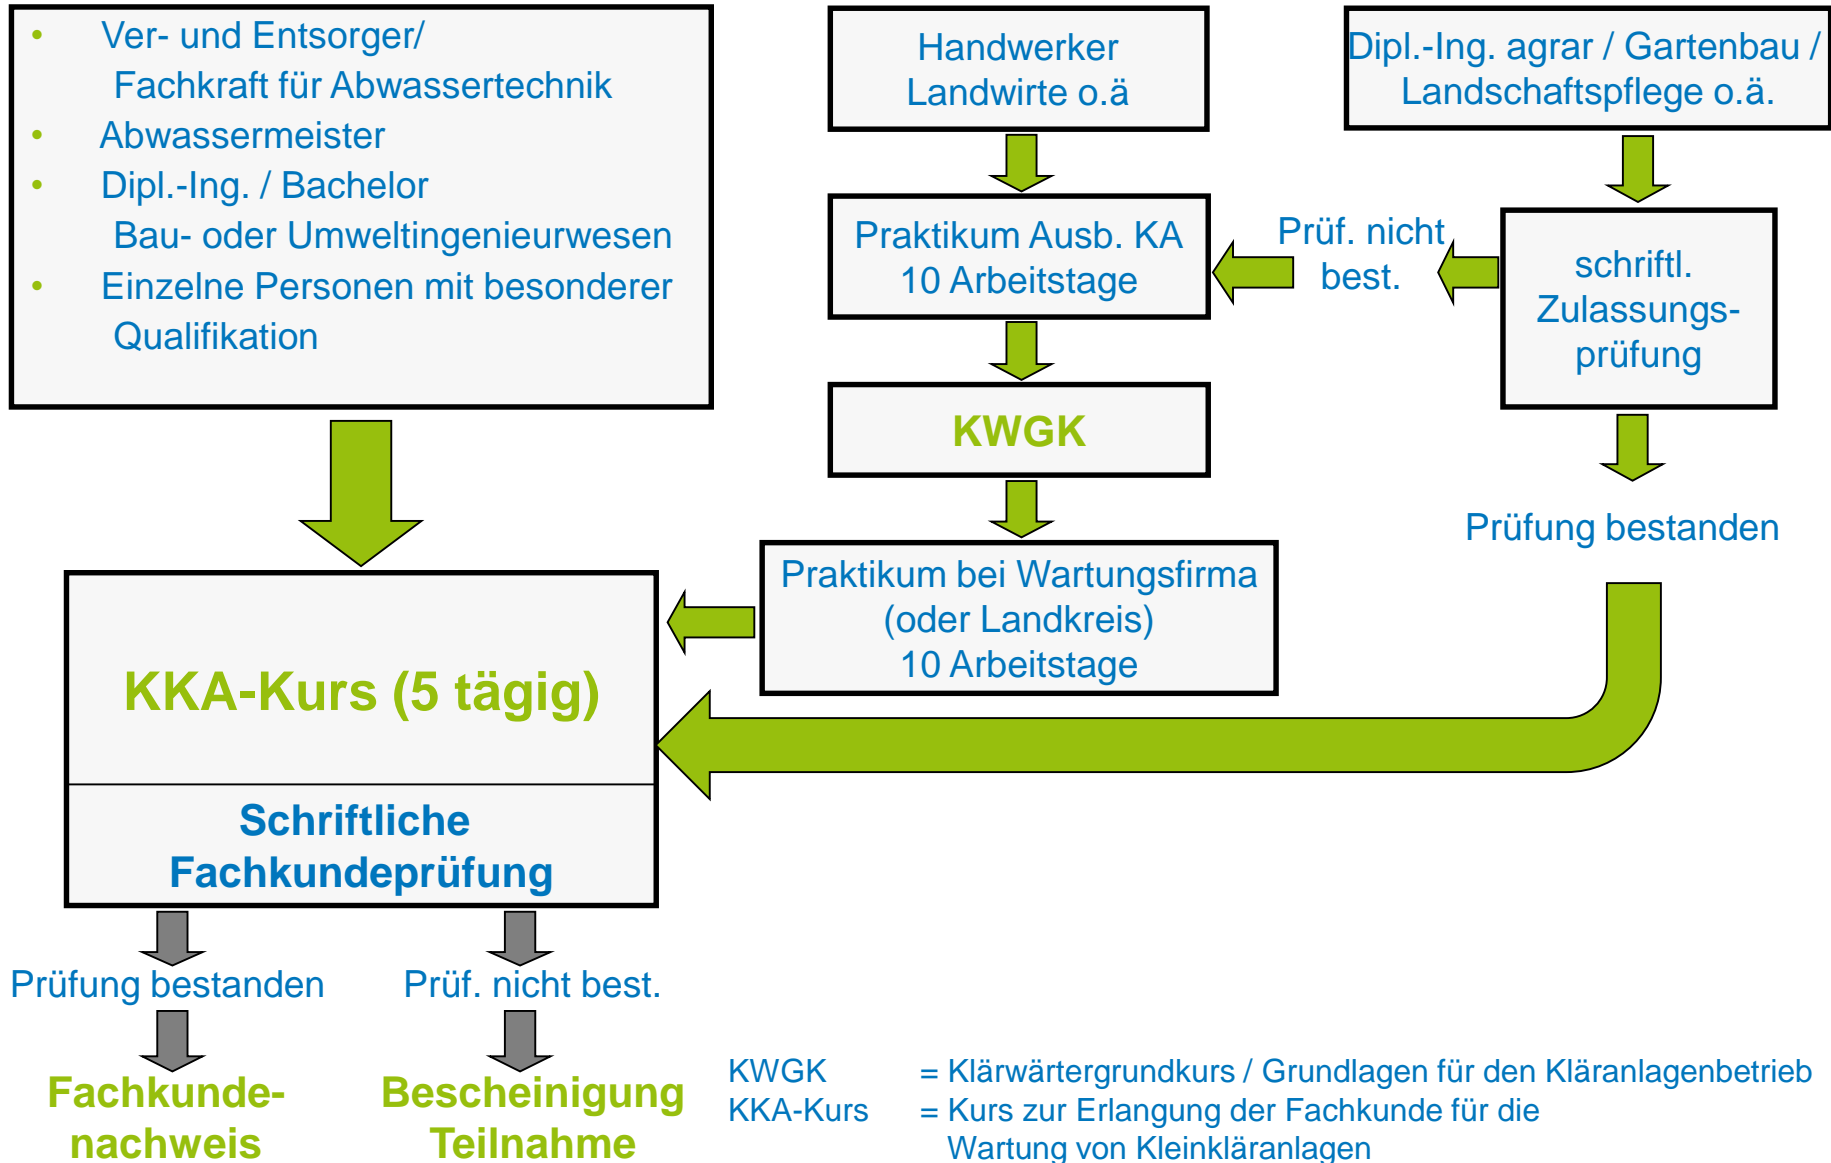 • Ver- und Entsorger/
Fachkraft für Abwassertechnik
• Abwassermeister
• Dipl.-Ing. / Bachelor
Bau- oder Umweltingenieurwesen
• Einzelne Personen mit besonderer
Qualifikation
Handwerker
Landwirte o.ä
Dipl.-Ing. agrar / Gartenbau /
Landschaftspflege o.ä.
Praktikum Ausb. KA
10 Arbeitstage
Prüf. nicht
best.
schriftl.
Zulassungs-
prüfung
KWGK
Prüfung bestanden
Praktikum bei Wartungsfirma
(oder Landkreis)
10 Arbeitstage
KKA-Kurs (5 tägig)
Schriftliche
Fachkundeprüfung
Prüfung bestanden
Prüf. nicht best.
Fachkunde-
nachweis
Bescheinigung
Teilnahme
KWGK = Klärwärtergrundkurs / Grundlagen für den Kläranlagenbetrieb
KKA-Kurs = Kurs zur Erlangung der Fachkunde für die
Wartung von Kleinkläranlagen